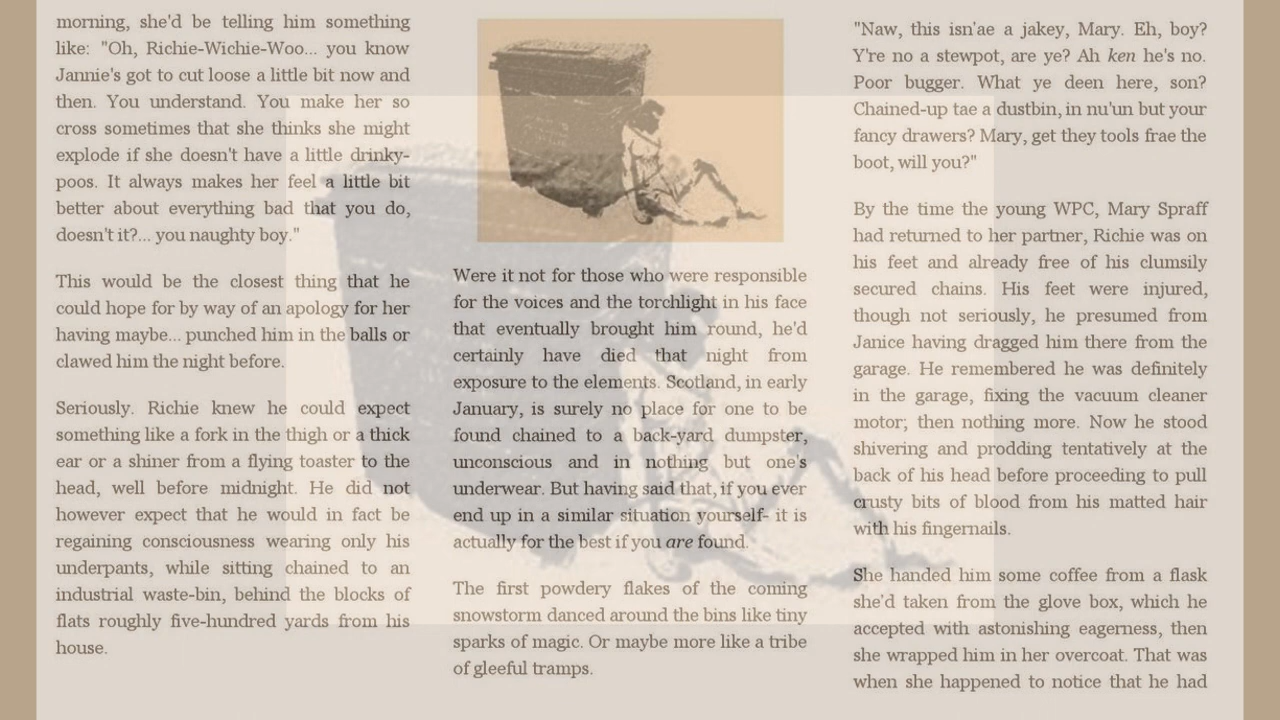 morning, she'd be telling him something
like: "Oh, Richie-Wichie-Woo... you know
Jannie's got to cut loose a little bit now and
then. You understand. You make her so
cross sometimes that she thinks she might
explode if she doesn't have a little drinky-
poos. It always makes her feel a little bit
better about everything bad that you do,
doesn't it?... you naughty boy."
This would be the closest thing that he
could hope for by way of an apology for her
having maybe... punched him in the balls or
clawed him the night before.
Seriously. Richie knew he could expect
something like a fork in the thigh or a thick
ear or a shiner from a flying toaster to the
head, well before midnight. He did not
however expect that he would in fact be
regaining consciousness wearing only his
underpants, while sitting chained to an
industrial waste-bin, behind the blocks of
flats roughly five-hundred yards from his
house.
Were it not for those who were responsible
for the voices and the torchlight in his face
that eventually brought him round, he'd
certainly have died that night from
exposure to the elements. Scotland, in early
January, is surely no place for one to be
found chained to a back-yard dumpster,
unconscious and in nothing but one's
underwear. But having said that, if you ever
end up in a similar situation yourself- it is
actually for the best if you are found.
The first powdery flakes of the coming
snowstorm danced around the bins like tiny
sparks of magic. Or maybe more like a tribe
of gleeful tramps.
"Naw, this isn'ae a jakey, Mary. Eh, boy?
Y're no a stewpot, are ye? Ah ken he's no.
Poor bugger. What ye deen here, son?
Chained-up tae a dustbin, in nu'un but your
fancy drawers? Mary, get they tools frae the
boot, will you?"
By the time the young WPC, Mary Spraff
had returned to her partner, Richie was on
his feet and already free of his clumsily
secured chains. His feet were injured,
though not seriously, he presumed from
Janice having dragged him there from the
garage. He remembered he was definitely
in the garage, fixing the vacuum cleaner
motor; then nothing more. Now he stood
shivering and prodding tentatively at the
back of his head before proceeding to pull
crusty bits of blood from his matted hair
with his fingernails.
She handed him some coffee from a flask
she'd taken from the glove box, which he
accepted with astonishing eagerness, then
she wrapped him in her overcoat. That was
when she happened to notice that he had